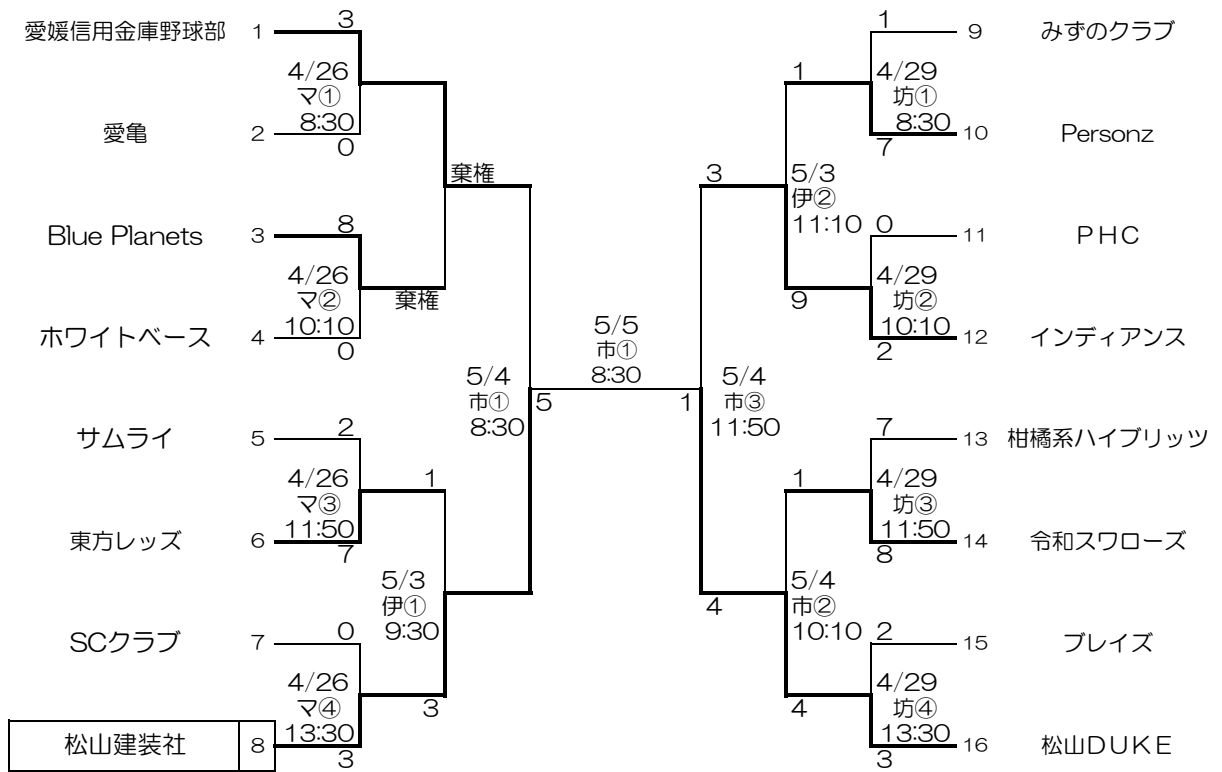 愛媛信用金庫野球部 1 3
4/26
マ①
8:30
愛亀 2 0
棄権
Blue Planets 3 8
4/26
マ②
棄権
10:10
ホワイトベース 4 0
5/4
市①
8:30
サムライ 5 2
4/26
マ③
11:50
東方レッズ 6 7
1
5/3
伊①
9:30
SCクラブ 7 0
4/26
マ④
13:30
松山建装社 8 3
3
5/5
市①
8:30
5 1
1 9 みずのクラブ
4/29
坊①
8:30
7 10 Personz
1
5/3
伊②
11:10
3
0 11 PHC
4/29
坊②
10:10
2 12 インディアンス
9
5/4
市③
11:50
7 13 柑橘系ハイブリッツ
4/29
坊③
11:50
8 14 令和スワローズ
1
5/4
市②
10:10
4
2 15 ブレイズ
4/29
坊④
13:30
3 16 松山DUKE
4